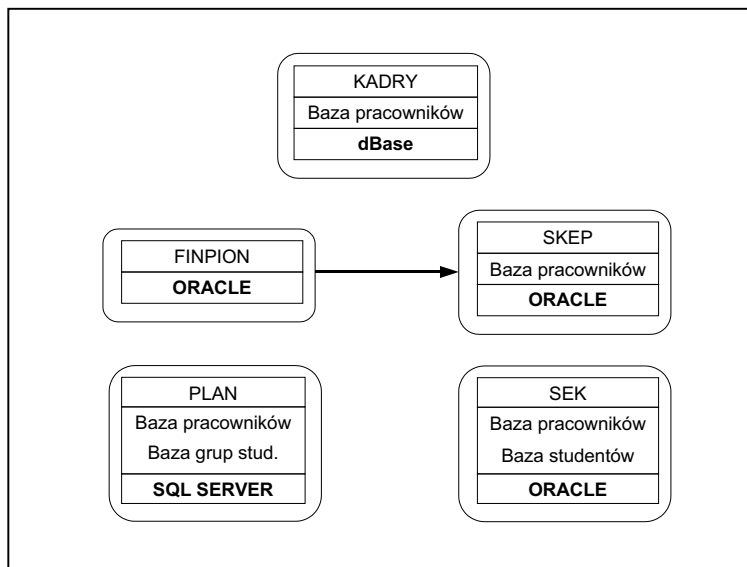 KADRY
Baza pracowników
dBase
FINPION
ORACLE
SKEP
Baza pracowników
ORACLE
PLAN
Baza pracowników
Baza grup stud.
SQL SERVER
SEK
Baza pracowników
Baza studentów
ORACLE